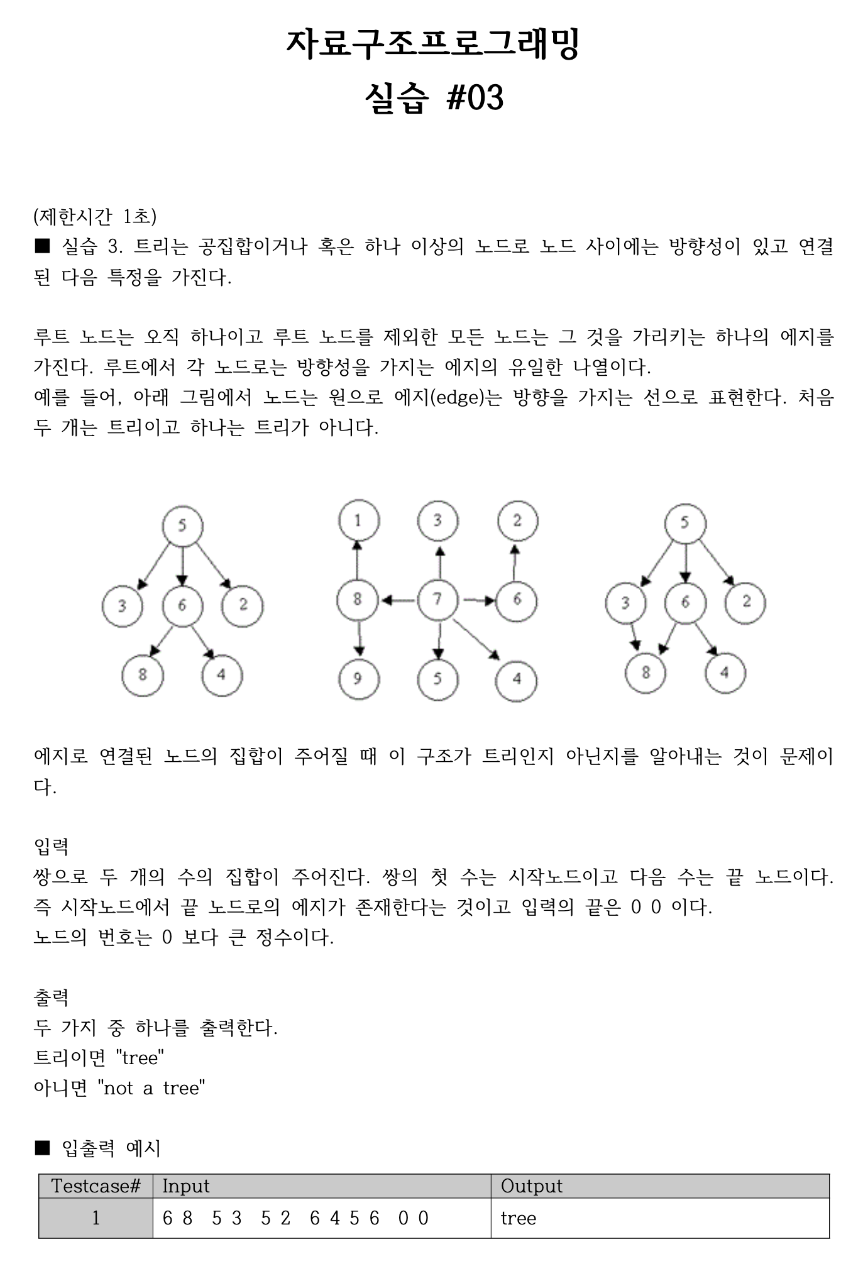 자료구조프로그래밍
실습 #03
(제한시간 1초)
■ 실습 3. 트리는 공집합이거나 혹은 하나 이상의 노드로 노드 사이에는 방향성이 있고 연결
된 다음 특정을 가진다.
루트 노드는 오직 하나이고 루트 노드를 제외한 모든 노드는 그 것을 가리키는 하나의 에지를
가진다. 루트에서 각 노드로는 방향성을 가지는 에지의 유일한 나열이다.
예를 들어, 아래 그림에서 노드는 원으로 에지(edge)는 방향을 가지는 선으로 표현한다. 처음
두 개는 트리이고 하나는 트리가 아니다.
5
3 6 2
8 4
1 3 2
8 7 6
9 5 4
5
3 6 2
8 4
에지로 연결된 노드의 집합이 주어질 때 이 구조가 트리인지 아닌지를 알아내는 것이 문제이
다.
입력
쌍으로 두 개의 수의 집합이 주어진다. 쌍의 첫 수는 시작노드이고 다음 수는 끝 노드이다.
즉 시작노드에서 끝 노드로의 에지가 존재한다는 것이고 입력의 끝은 0 0 이다.
노드의 번호는 0 보다 큰 정수이다.
출력
두 가지 중 하나를 출력한다.
트리이면 "tree"
아니면 "not a tree"
■ 입출력 예시
Testcase# Input Output
1 6 8 5 3 5 2 6 4 5 6 0 0 tree